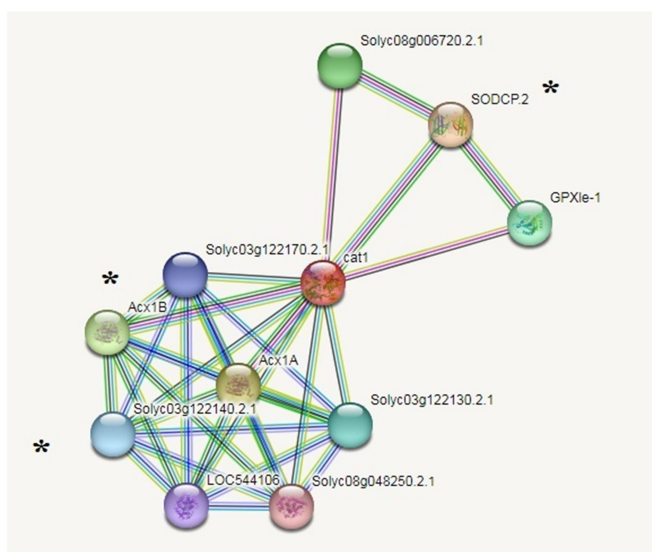 Solyc08g006720.2.1
SODCP.2
*
GPXle-1
Solyc03g122170.2.1
cat1
*
Acx1B
Acx1A
Solyc03g122140.2.1
Solyc03g122130.2.1
*
LOC544106
Solyc08g048250.2.1